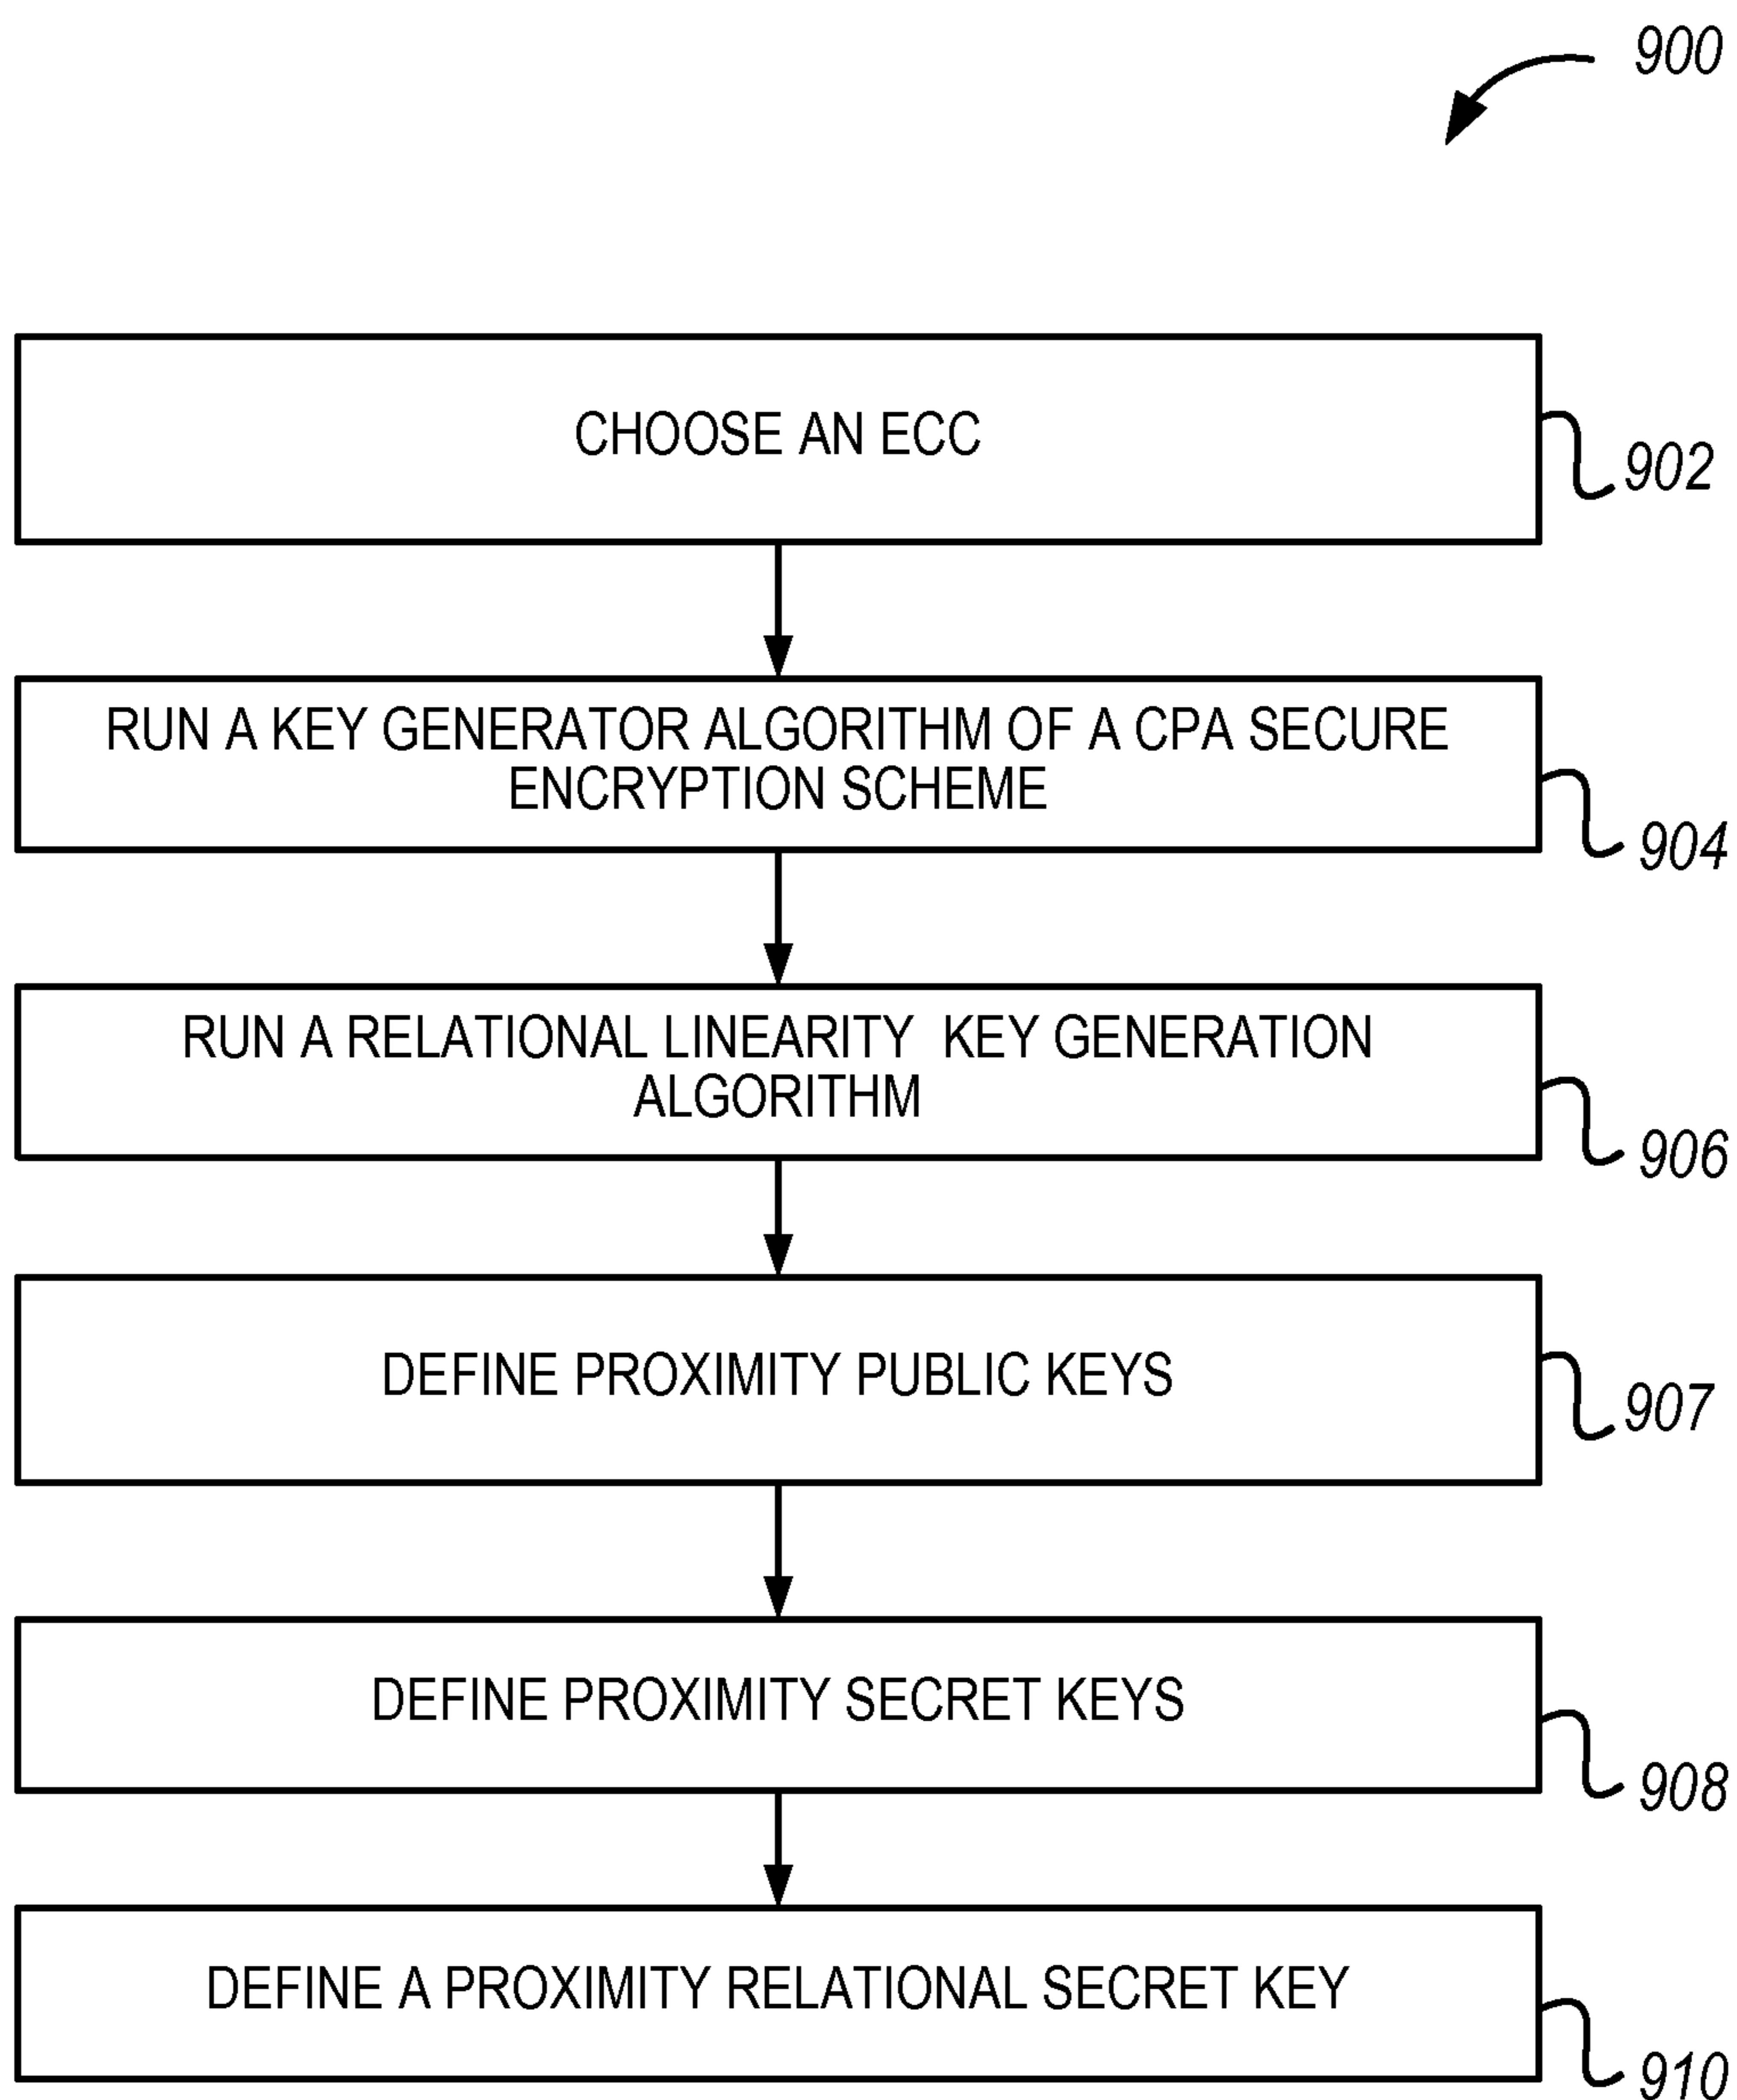 900
CHOOSE AN ECC
902
RUN A KEY GENERATOR ALGORITHM OF A CPA SECURE
ENCRYPTION SCHEME
904
RUN A RELATIONAL LINEARITY KEY GENERATION
ALGORITHM
906
DEFINE PROXIMITY PUBLIC KEYS
907
DEFINE PROXIMITY SECRET KEYS
908
DEFINE A PROXIMITY RELATIONAL SECRET KEY
910